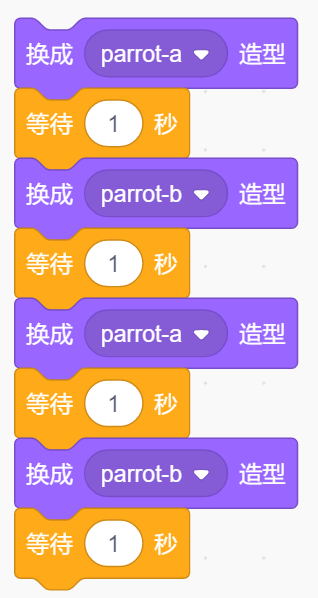 换成 parrot-a 造型
等待 1 秒
换成 parrot-b 造型
等待 1 秒
换成 parrot-a 造型
等待 1 秒
换成 parrot-b 造型
等待 1 秒